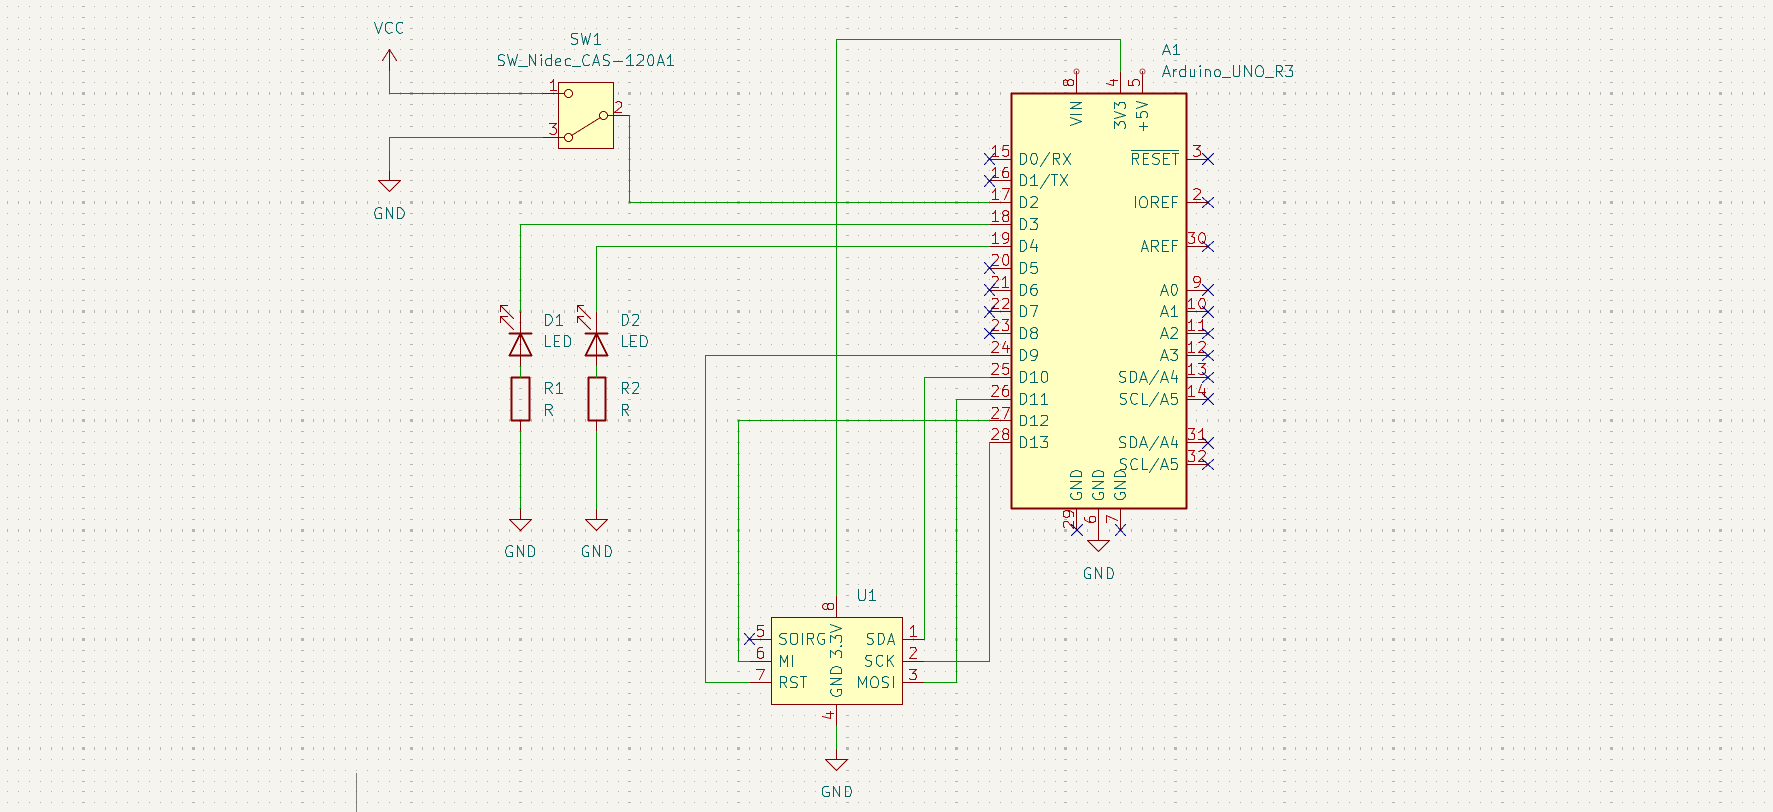 VCC
SW1
SW_Nidec_CAS-120A1
1
2
3
GND
A1
Arduino_UNO_R3
8
4
5
VIN
3V3
+5V
15 D0/RX
RESET 3
16 D1/TX
17 D2
IOREF 2
18 D3
19 D4
AREF 30
20 D5
21 D6
A0 9
22 D7
A1 10
23 D8
A2 11
24 D9
A3 12
25 D10
SDA/A4 13
26 D11
SCL/A5 14
27 D12
28 D13
SDA/A4 31
SCL/A5 32
GND
GND
GND
29
6
7
GND
D1
LED
D2
LED
R1
R
R2
R
GND
GND
U1
8
5 SOIRG
3.3V
SDA 1
6 MI
SCK 2
7 RST
GND
MOSI 3
4
GND